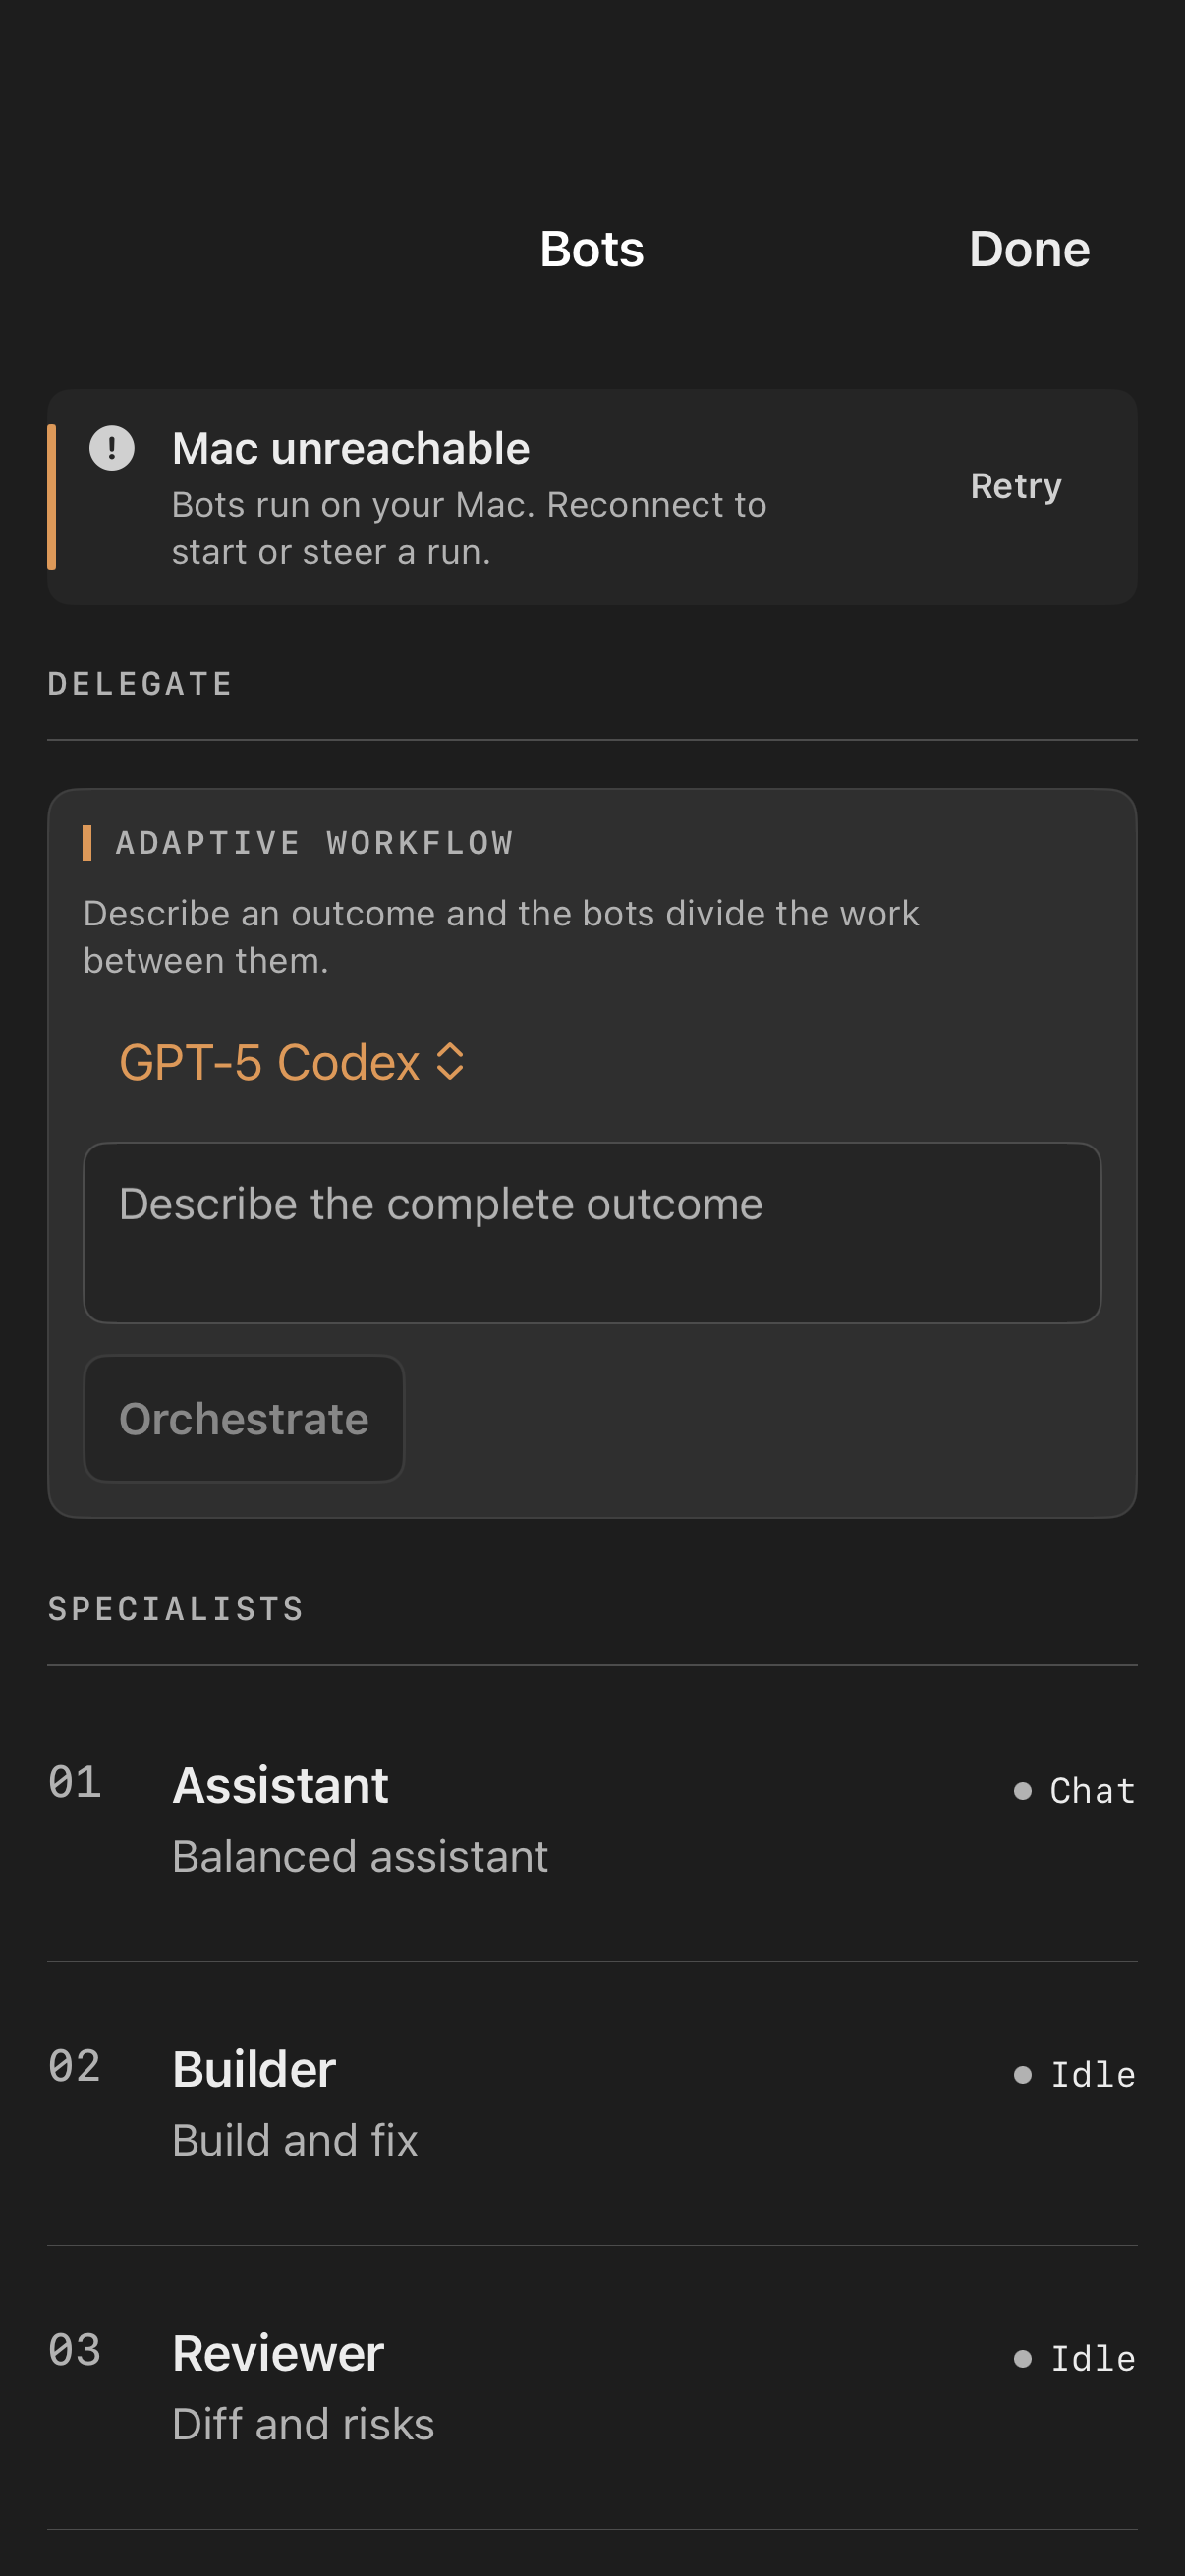 Bots
Done
Mac unreachable
Bots run on your Mac. Reconnect to
start or steer a run.
Retry
DELEGATE
ADAPTIVE WORKFLOW
Describe an outcome and the bots divide the work
between them.
GPT-5 Codex
Describe the complete outcome
Orchestrate
SPECIALISTS
01
Assistant
Chat
Balanced assistant
02
Builder
Idle
Build and fix
03
Reviewer
Idle
Diff and risks